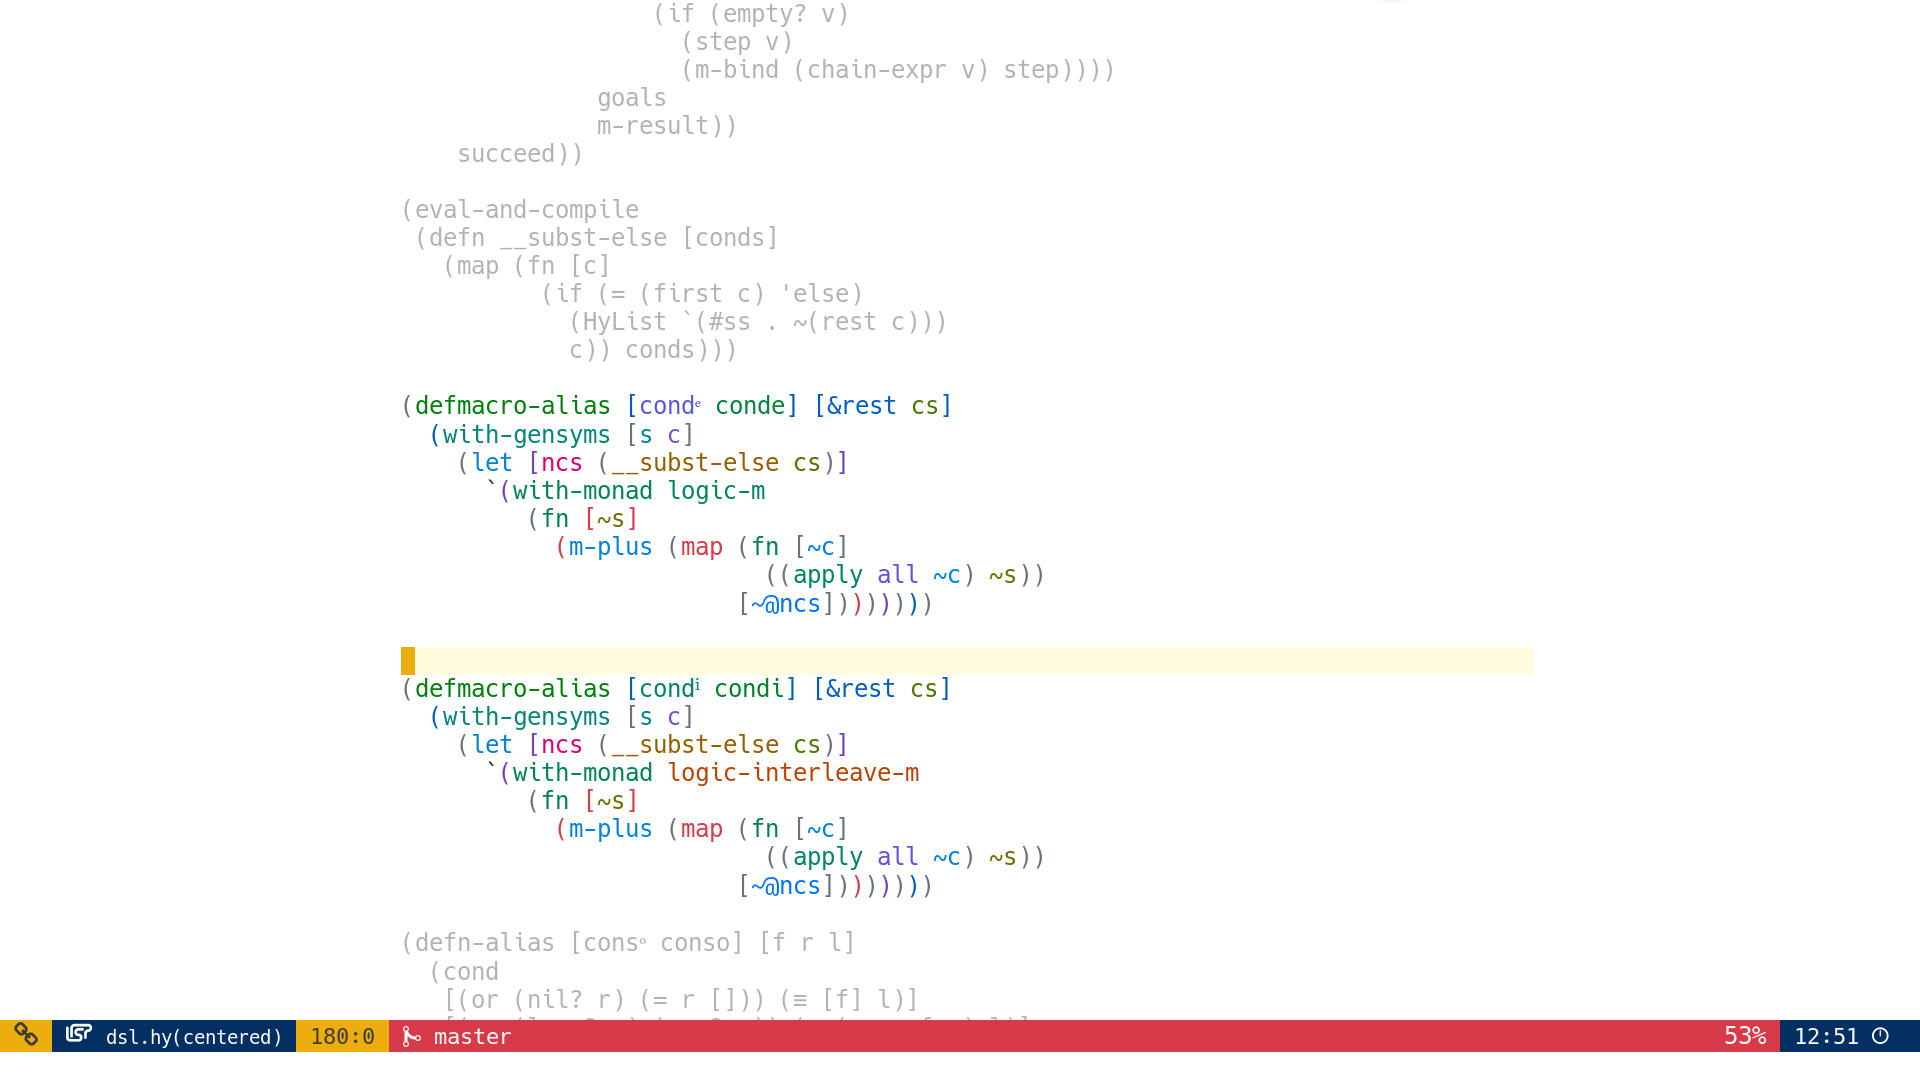 (if (empty? v)
(step v)
(m-bind (chain-expr v) step))))
goals
m-result))
succeed))
(eval-and-compile
(defn __subst-else [conds]
(map (fn [c]
(if (= (first c) 'else)
(HyList `(#ss . ~(rest c)))
c)) conds)))
(defmacro-alias [condᵉ conde] [&rest cs]
(with-gensyms [s c]
(let [ncs (__subst-else cs)]
`(with-monad logic-m
(fn [~s]
(m-plus (map (fn [~c]
((apply all ~c) ~s))
[~@ncs])))))))
(defmacro-alias [condⁱ condi] [&rest cs]
(with-gensyms [s c]
(let [ncs (__subst-else cs)]
`(with-monad logic-interleave-m
(fn [~s]
(m-plus (map (fn [~c]
((apply all ~c) ~s))
[~@ncs])))))))
(defn-alias [consᵒ conso] [f r l]
(cond
[(or (nil? r) (= r [])) (≡ [f] l)]
dsl.hy(centered) 180:0 master 53% 12:51